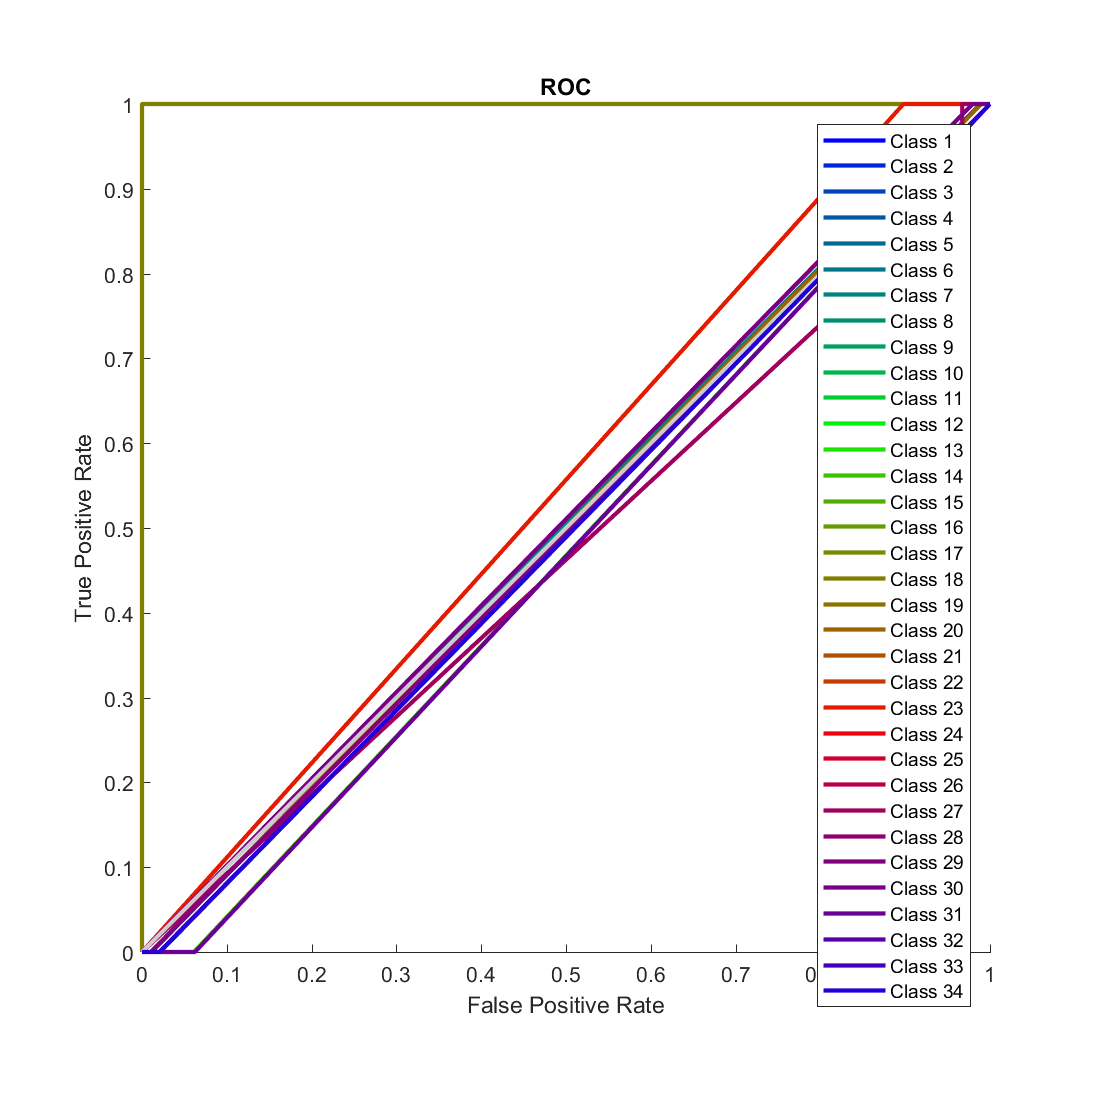 ROC
1
0.9
0.8
0.7
0.6
0.5
0.4
0.3
0.2
0.1
0
True Positive Rate
Class 1
Class 2
Class 3
Class 4
Class 5
Class 6
Class 7
Class 8
Class 9
Class 10
Class 11
Class 12
Class 13
Class 14
Class 15
Class 16
Class 17
Class 18
Class 19
Class 20
Class 21
Class 22
Class 23
Class 24
Class 25
Class 26
Class 27
Class 28
Class 29
Class 30
Class 31
Class 32
Class 33
Class 34
0 0.1 0.2 0.3 0.4 0.5 0.6 0.7 1
False Positive Rate